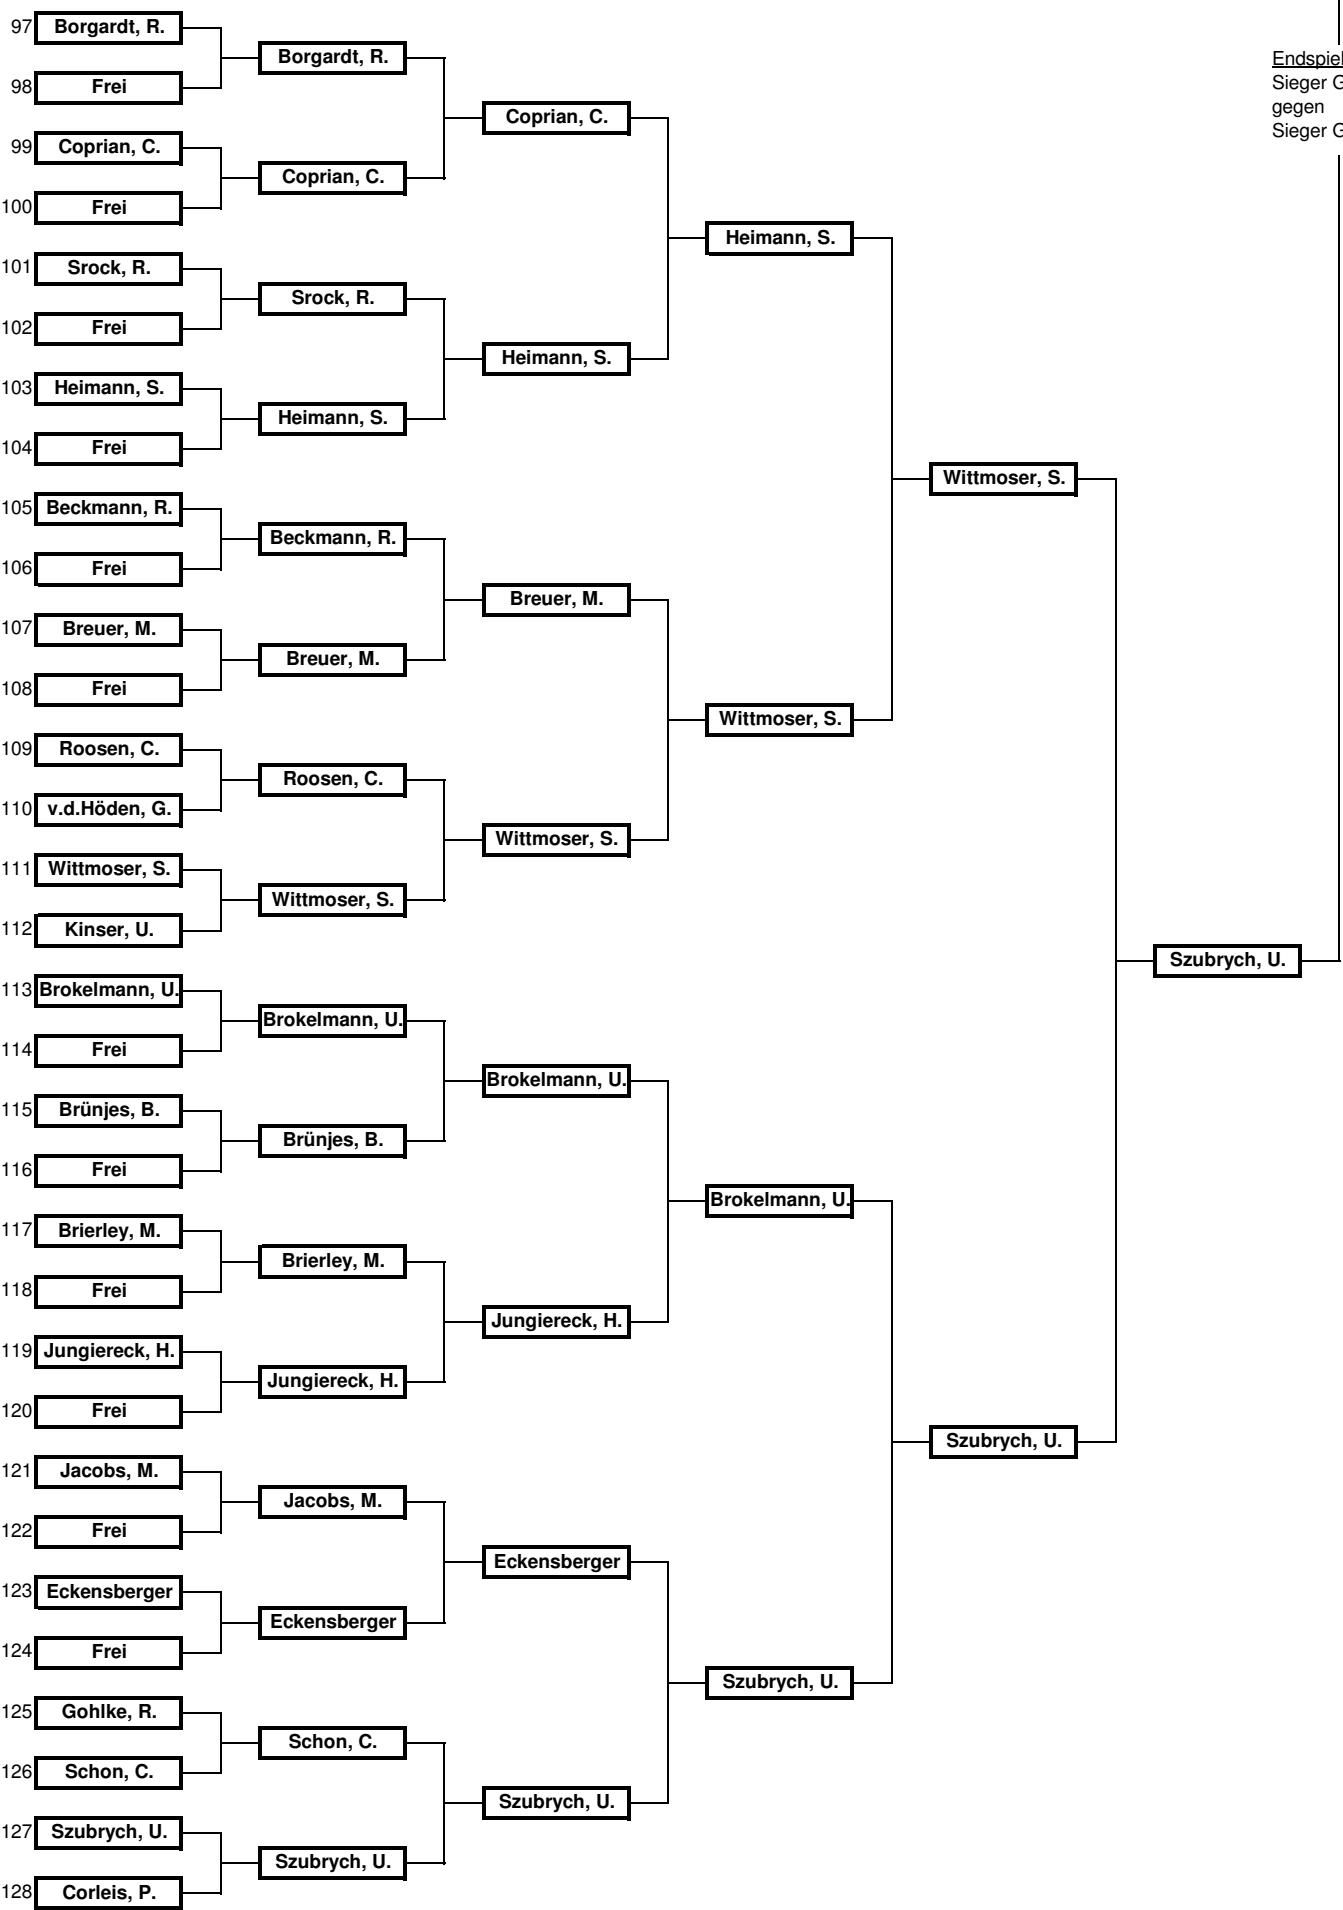 97 Borgardt, R.
Borgardt, R.
98 Frei
Endspiel
Sieger G
gegen
Sieger G
Coprian, C.
99 Coprian, C.
Coprian, C.
100 Frei
Heimann, S.
101 Srock, R.
Srock, R.
102 Frei
Heimann, S.
103 Heimann, S.
Heimann, S.
104 Frei
Wittmoser, S.
105 Beckmann, R.
Beckmann, R.
106 Frei
Breuer, M.
107 Breuer, M.
Breuer, M.
108 Frei
Wittmoser, S.
109 Roosen, C.
Roosen, C.
110 v.d.Höden, G.
Wittmoser, S.
111 Wittmoser, S.
Wittmoser, S.
112 Kinser, U.
Szubrych, U.
113 Brokelmann, U.
Brokelmann, U.
114 Frei
Brokelmann, U.
115 Brünjes, B.
Brünjes, B.
116 Frei
Brokelmann, U.
117 Brierley, M.
Brierley, M.
118 Frei
Jungiereck, H.
119 Jungiereck, H.
Jungiereck, H.
120 Frei
Szubrych, U.
121 Jacobs, M.
Jacobs, M.
122 Frei
Eckensberger
123 Eckensberger
Eckensberger
124 Frei
Szubrych, U.
125 Gohlke, R.
Schon, C.
126 Schon, C.
Szubrych, U.
127 Szubrych, U.
Szubrych, U.
128 Corleis, P.